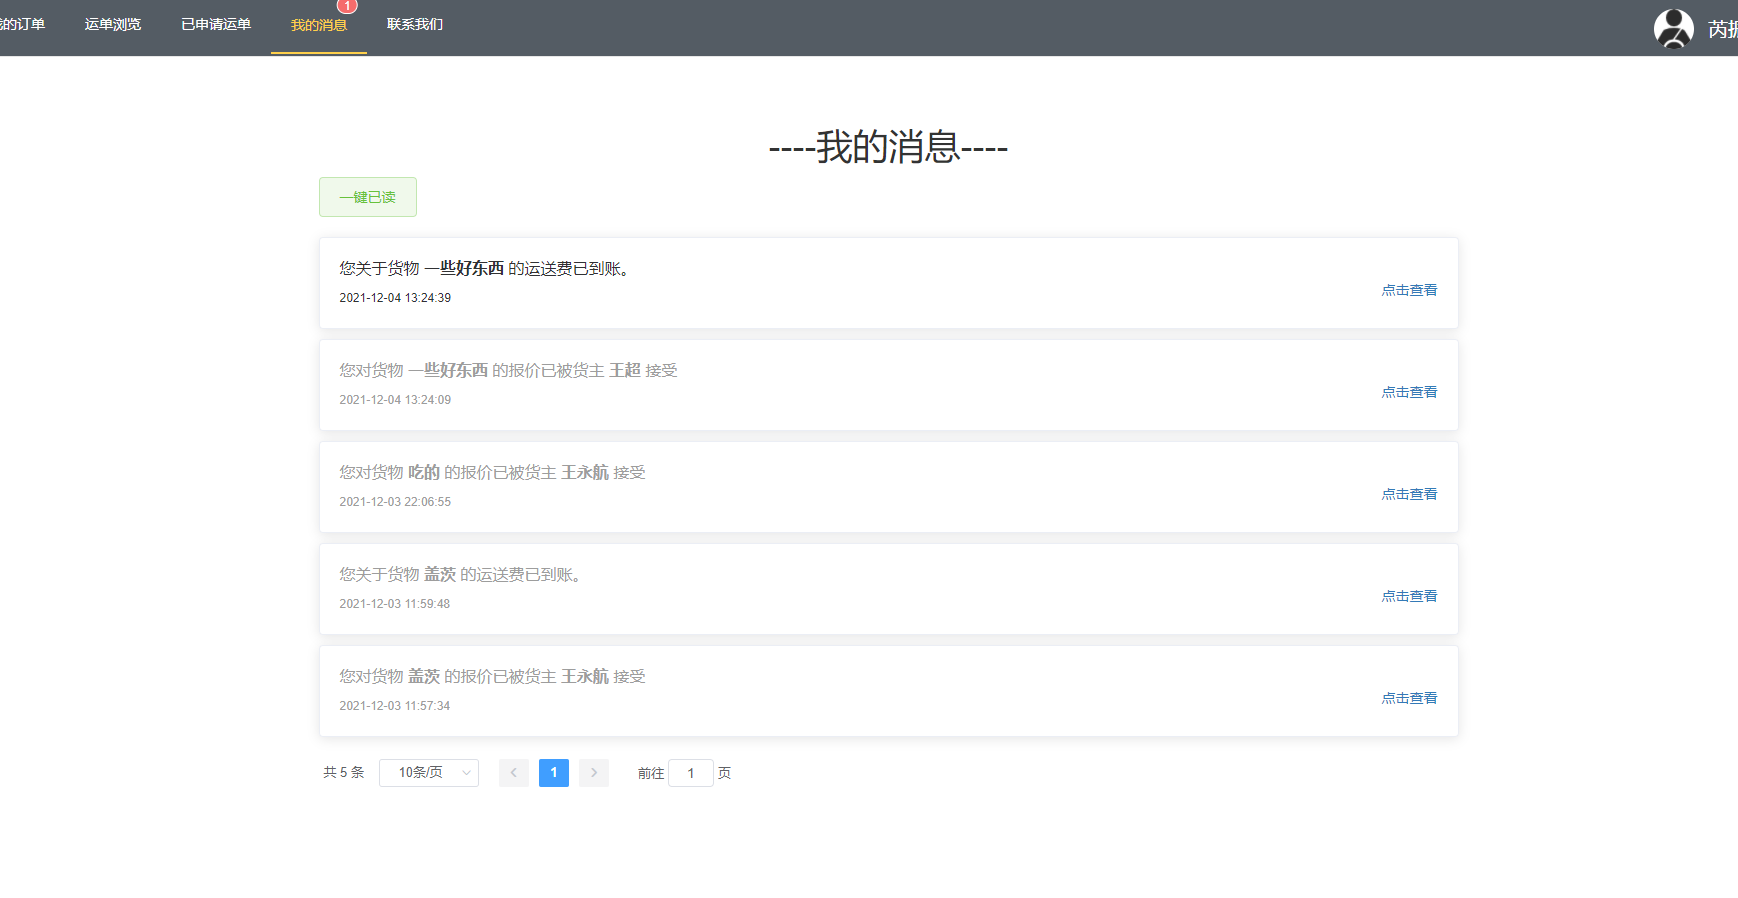 的订单 运单浏览 已申请运单 我的消息 1 联系我们 芮振
----我的消息----
一键已读
您关于货物 一些好东西 的运送费已到账。
2021-12-04 13:24:39
点击查看
您对货物 一些好东西 的报价已被货主 王超 接受
2021-12-04 13:24:09
点击查看
您对货物 吃的 的报价已被货主 王永航 接受
2021-12-03 22:06:55
点击查看
您关于货物 盖茨 的运送费已到账。
2021-12-03 11:59:48
点击查看
您对货物 盖茨 的报价已被货主 王永航 接受
2021-12-03 11:57:34
点击查看
共 5 条 10条/页 1 前往 1 页